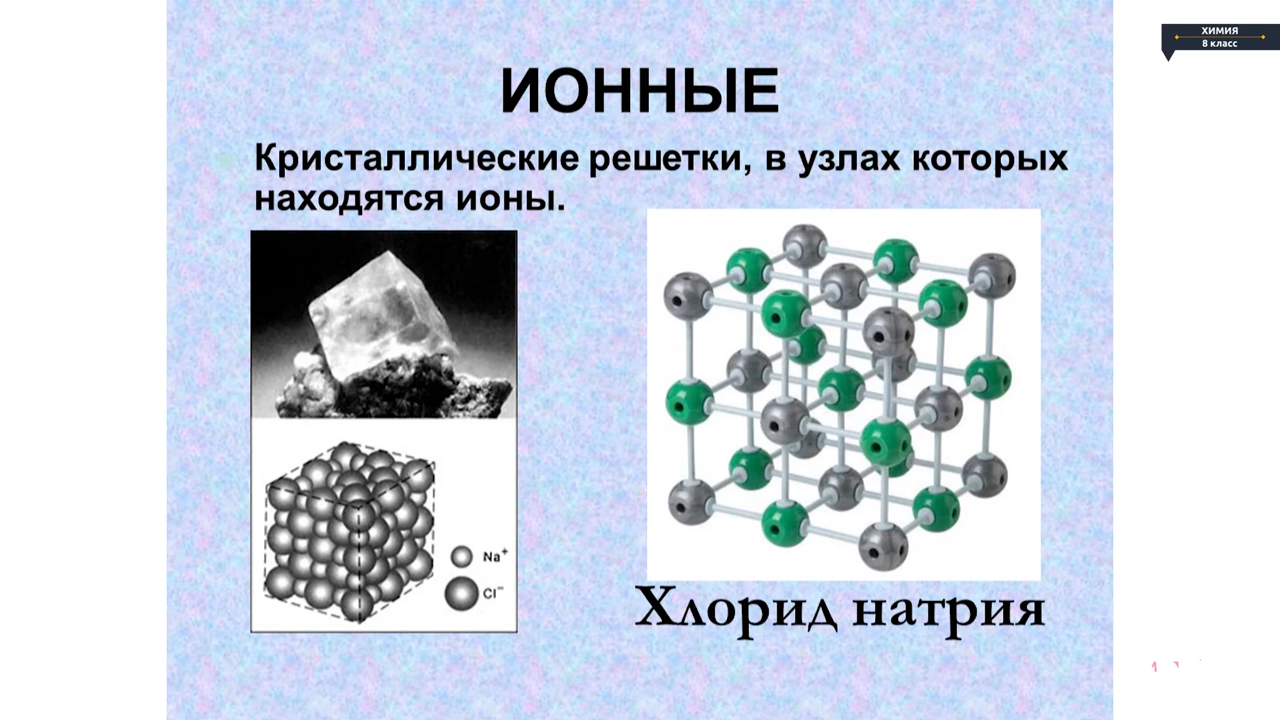 ХИМИЯ
8 класс
ИОННЫЕ
Кристаллические решетки, в узлах которых
находятся ионы.
Na⁺
Cl⁻
Хлорид натрия